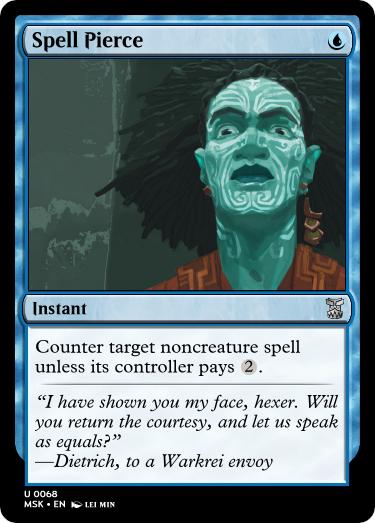 Spell Pierce
Instant
Counter target noncreature spell
unless its controller pays 2.
“I have shown you my face, hexer. Will
you return the courtesy, and let us speak
as equals?”
—Dietrich, to a Warkrei envoy
U 0068
MSK • EN LEI MIN